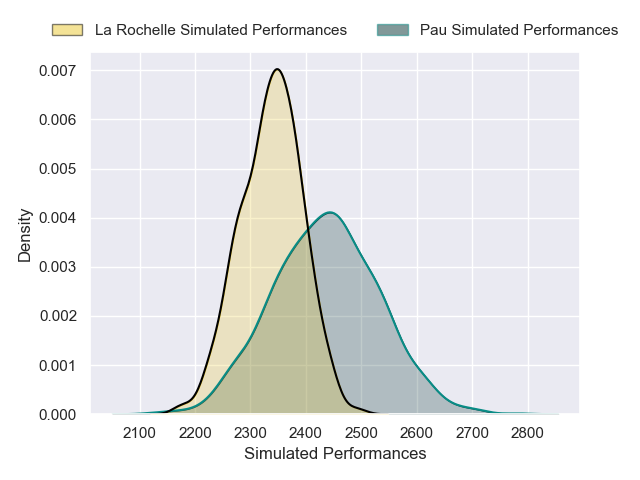 La Rochelle Simulated Performances Pau Simulated Performances
0.007
0.006
0.005
0.004
0.003
0.002
0.001
0.000
Density
2100 2200 2300 2400 2500 2600 2700 2800
Simulated Performances